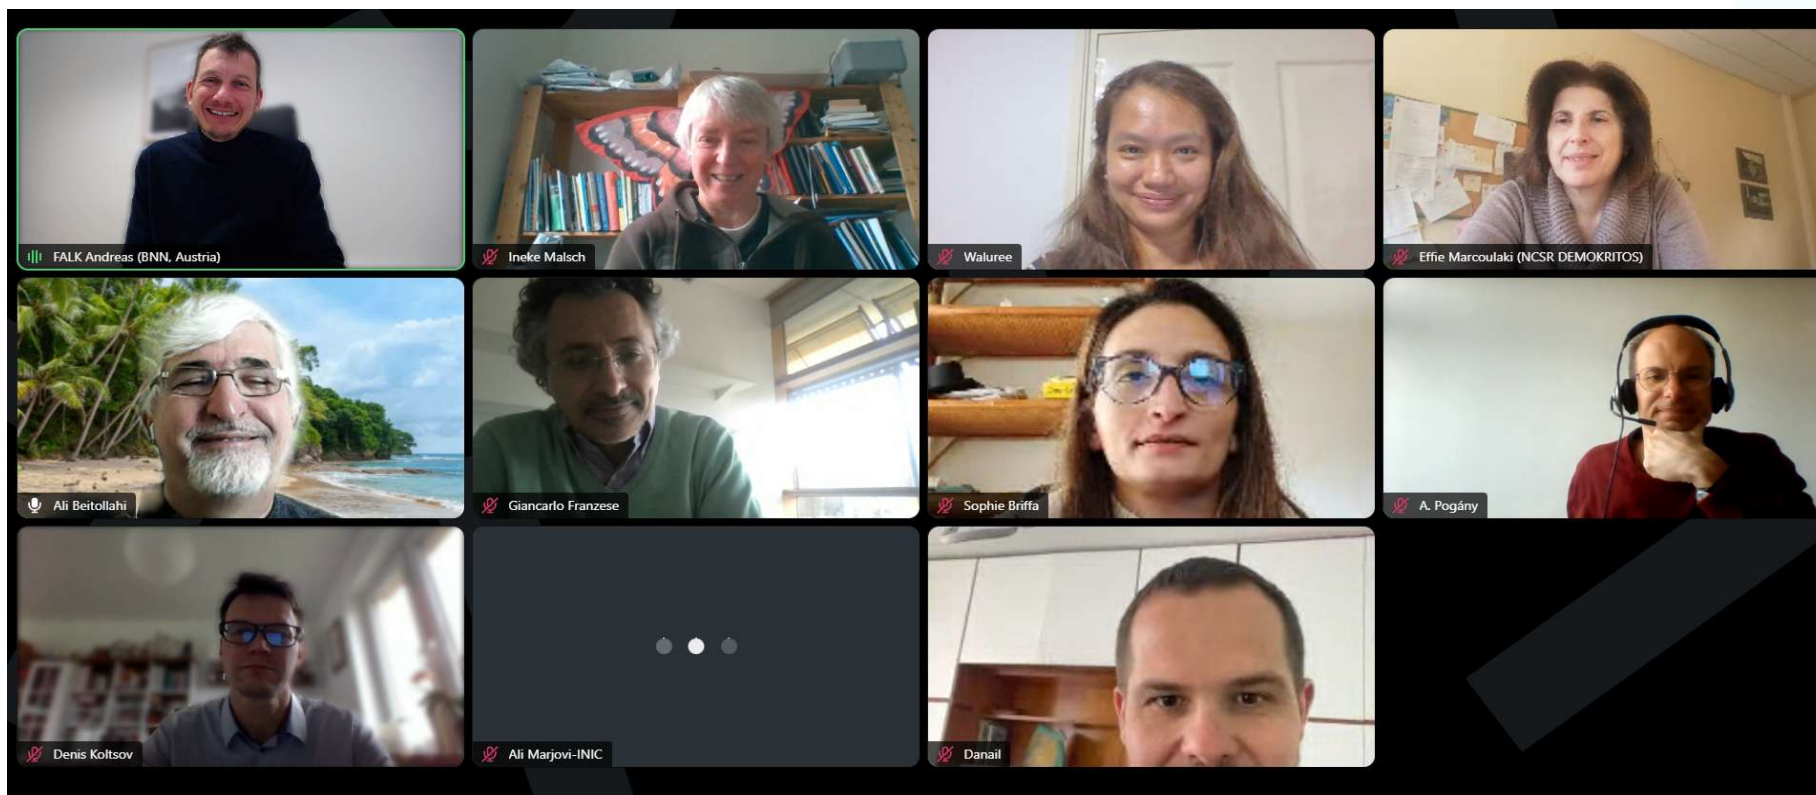 FALK Andreas (BNN, Austria)
Ineke Malsch
Waluree
Effie Marcoulaki (NCSR DEMOKRITOS)
Ali Beitollahi
Giancarlo Franzese
Sophie Briffa
A. Pogány
Denis Koltsov
Ali Marjovi-INIC
Danail